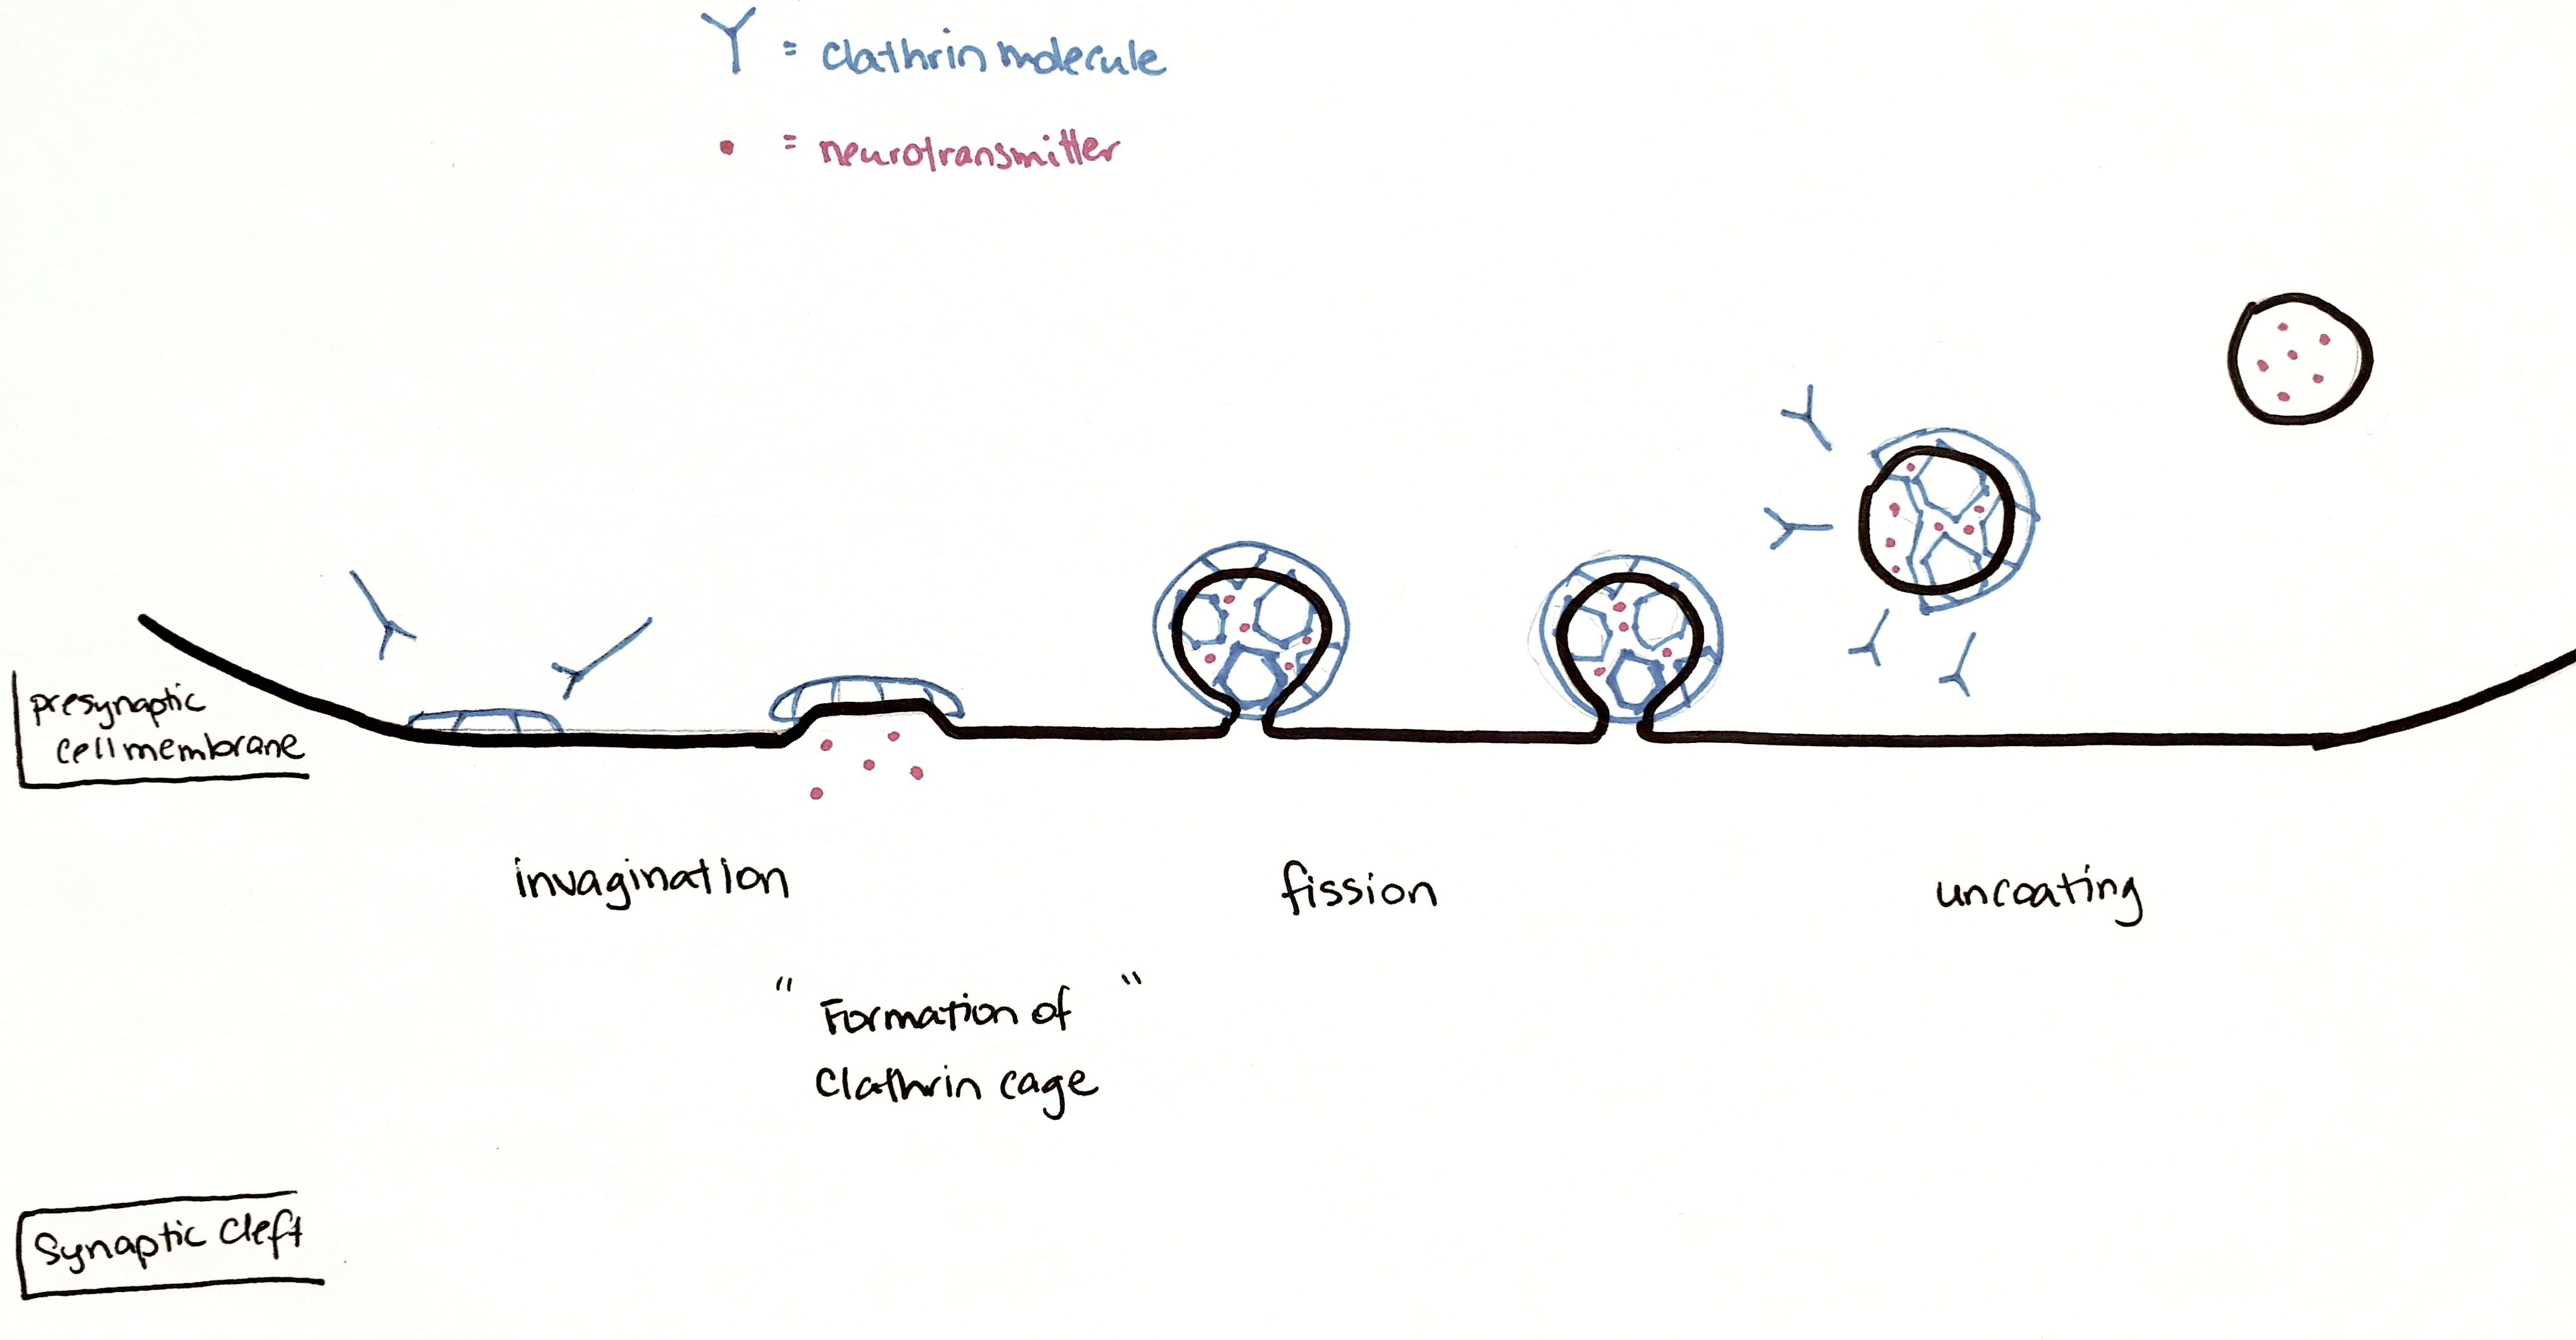 Y = clathrin molecule
• = neurotransmitter
presynaptic
cell membrane
invagination
fission
uncoating
" Formation of "
Clathrin cage
Synaptic Cleft